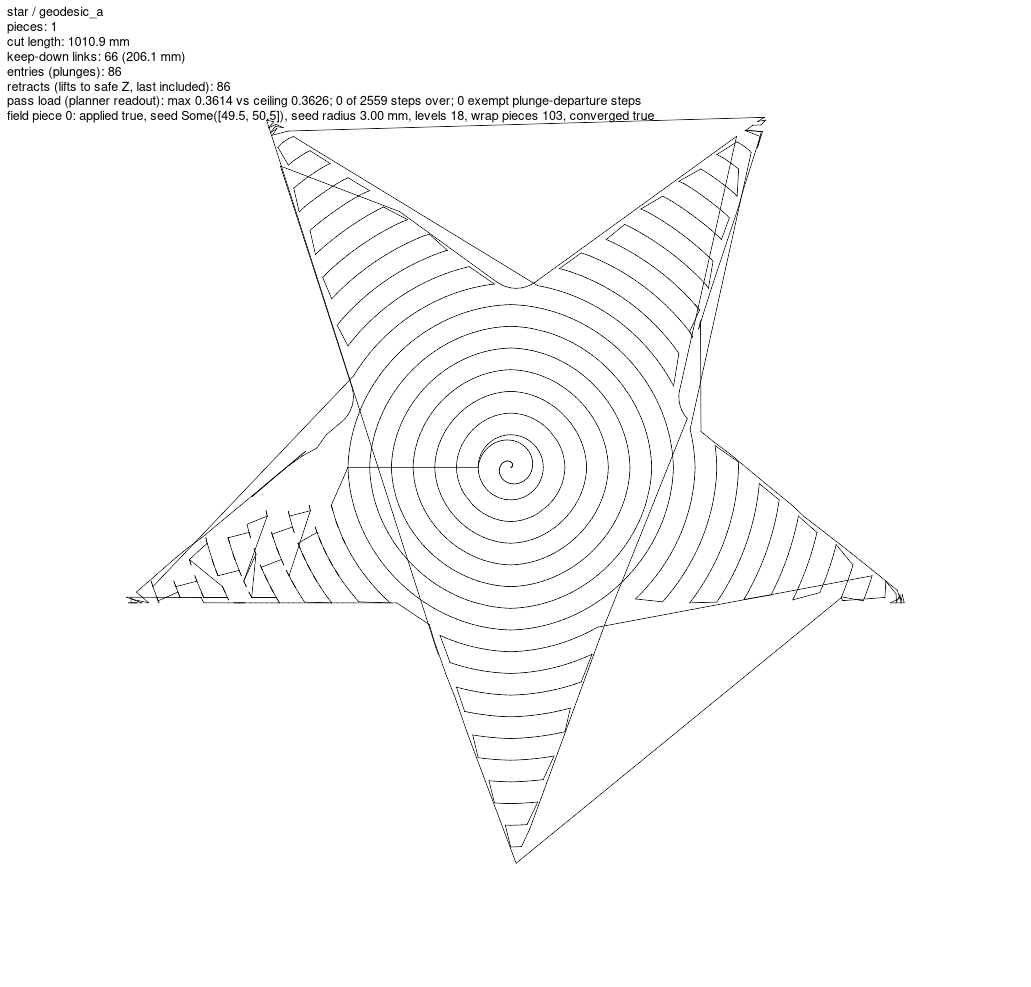 star / geodesic_a
pieces: 1
cut length: 1010.9 mm
keep-down links: 66 (206.1 mm)
entries (plunges): 86
retracts (lifts to safe Z, last included): 86
pass load (planner readout): max 0.3614 vs ceiling 0.3626; 0 of 2559 steps over; 0 exempt plunge-departure steps
field piece 0: applied true, seed Some([49.5, 50.5]), seed radius 3.00 mm, levels 18, wrap pieces 103, converged true